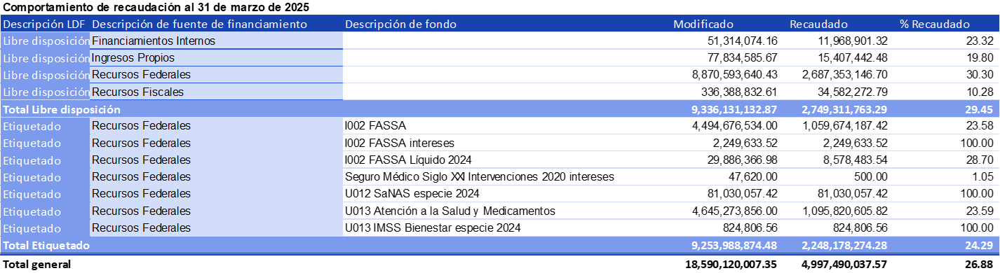 Comportamiento de recaudación al 31 de marzo de 2025
Descripción LDF Descripción de fuente de financiamiento Descripción de fondo Modificado Recaudado % Recaudado
Libre disposición Financiamientos Internos 51,314,074.16 11,968,901.32 23.32
Libre disposición Ingresos Propios 77,834,585.67 15,407,442.48 19.80
Libre disposición Recursos Federales 8,870,593,640.43 2,687,353,146.70 30.30
Libre disposición Recursos Fiscales 336,388,832.61 34,582,272.79 10.28
Total Libre disposición 9,336,131,132.87 2,749,311,763.29 29.45
Etiquetado Recursos Federales I002 FASSA 4,494,676,534.00 1,059,674,187.42 23.58
Etiquetado Recursos Federales I002 FASSA intereses 2,249,633.52 2,249,633.52 100.00
Etiquetado Recursos Federales I002 FASSA Líquido 2024 29,886,366.98 8,578,483.54 28.70
Etiquetado Recursos Federales Seguro Médico Siglo XXI Intervenciones 2020 intereses 47,620.00 500.00 1.05
Etiquetado Recursos Federales U012 SaNAS especie 2024 81,030,057.42 81,030,057.42 100.00
Etiquetado Recursos Federales U013 Atención a la Salud y Medicamentos 4,645,273,856.00 1,095,820,605.82 23.59
Etiquetado Recursos Federales U013 IMSS Bienestar especie 2024 824,806.56 824,806.56 100.00
Total Etiquetado 9,253,988,874.48 2,248,178,274.28 24.29
Total general 18,590,120,007.35 4,997,490,037.57 26.88